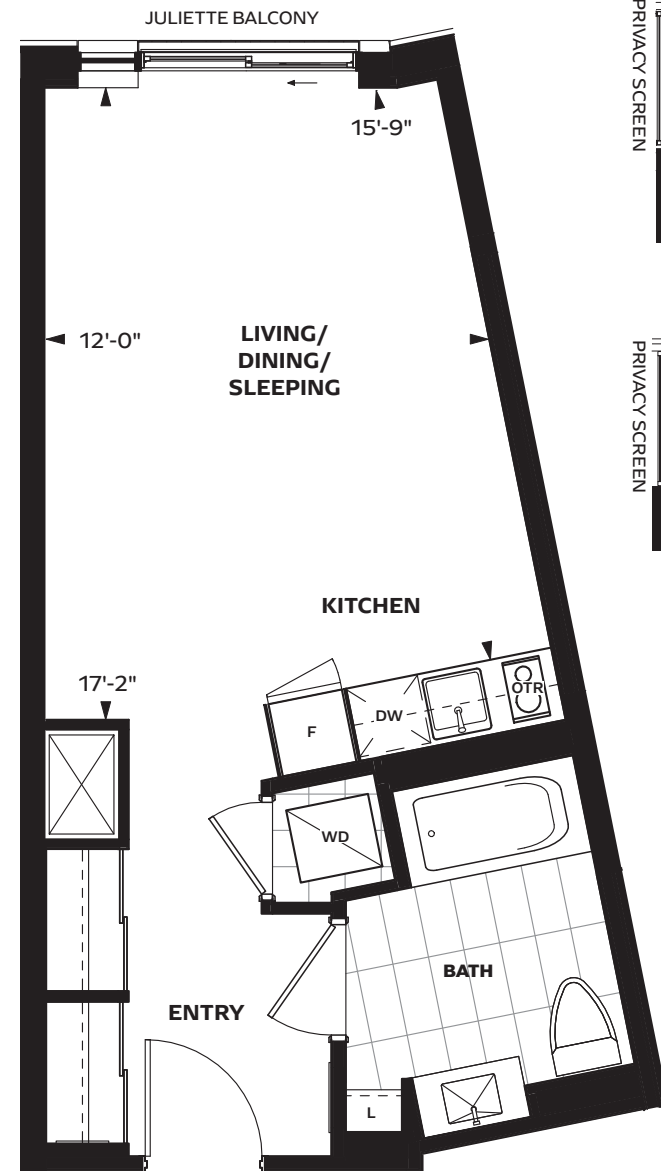 JULIETTE BALCONY
PRIVACY SCREEN
15'-9"
12'-0"
LIVING/
DINING/
SLEEPING
PRIVACY SCREEN
KITCHEN
17'-2"
OTR
DW
F
WD
BATH
ENTRY
L